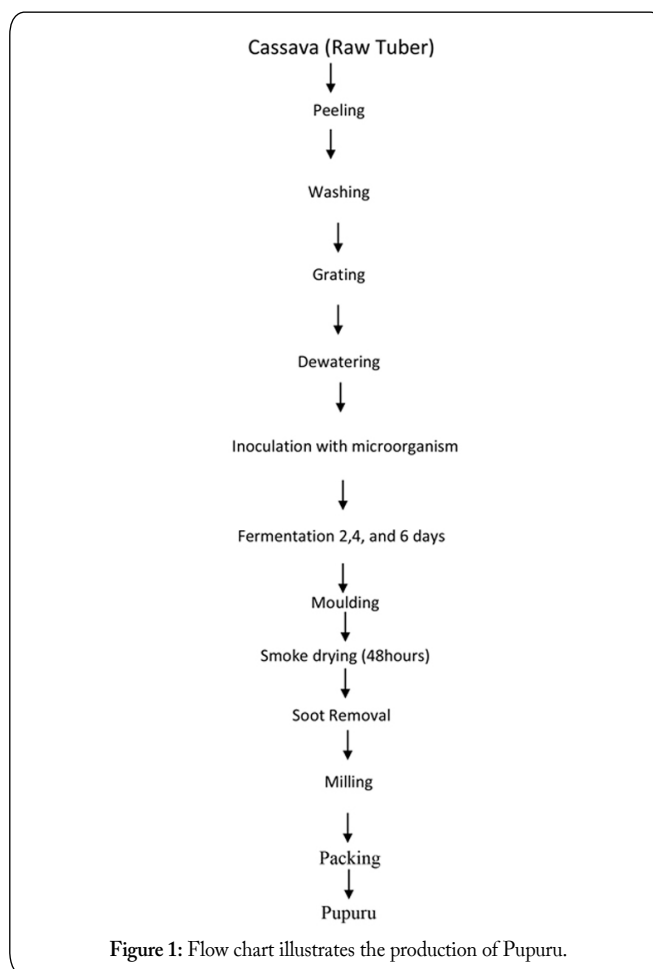 Cassava (Raw Tuber)
Peeling
Washing
Grating
Dewatering
Inoculation with microorganism
Fermentation 2,4, and 6 days
Moulding
Smoke drying (48hours)
Soot Removal
Milling
Packing
Pupuru
Figure 1: Flow chart illustrates the production of Pupuru.